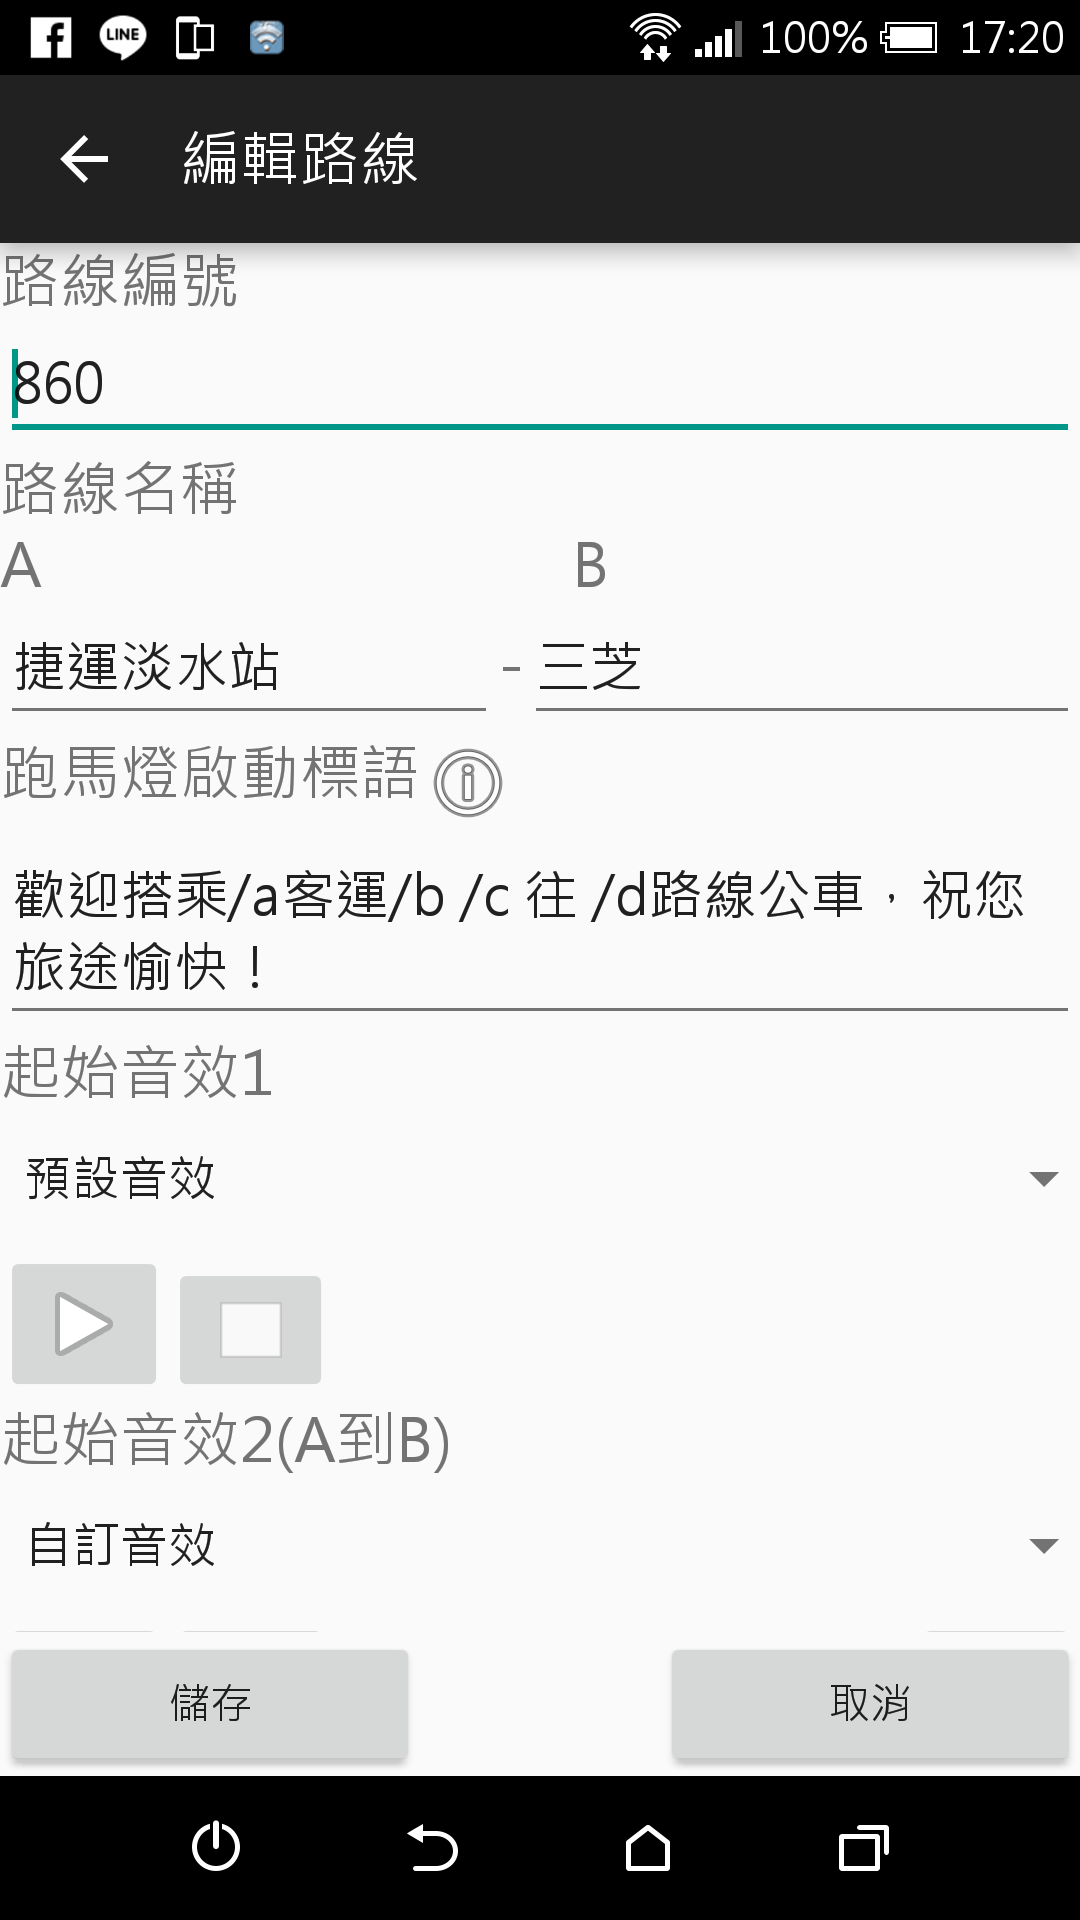 LINE
100%
17:20
編輯路線
路線編號
860
路線名稱
A B
捷運淡水站 - 三芝
跑馬燈啟動標語
歡迎搭乘/a客運/b /c 往 /d路線公車，祝您
旅途愉快！
起始音效1
預設音效
起始音效2(A到B)
自訂音效
儲存 取消